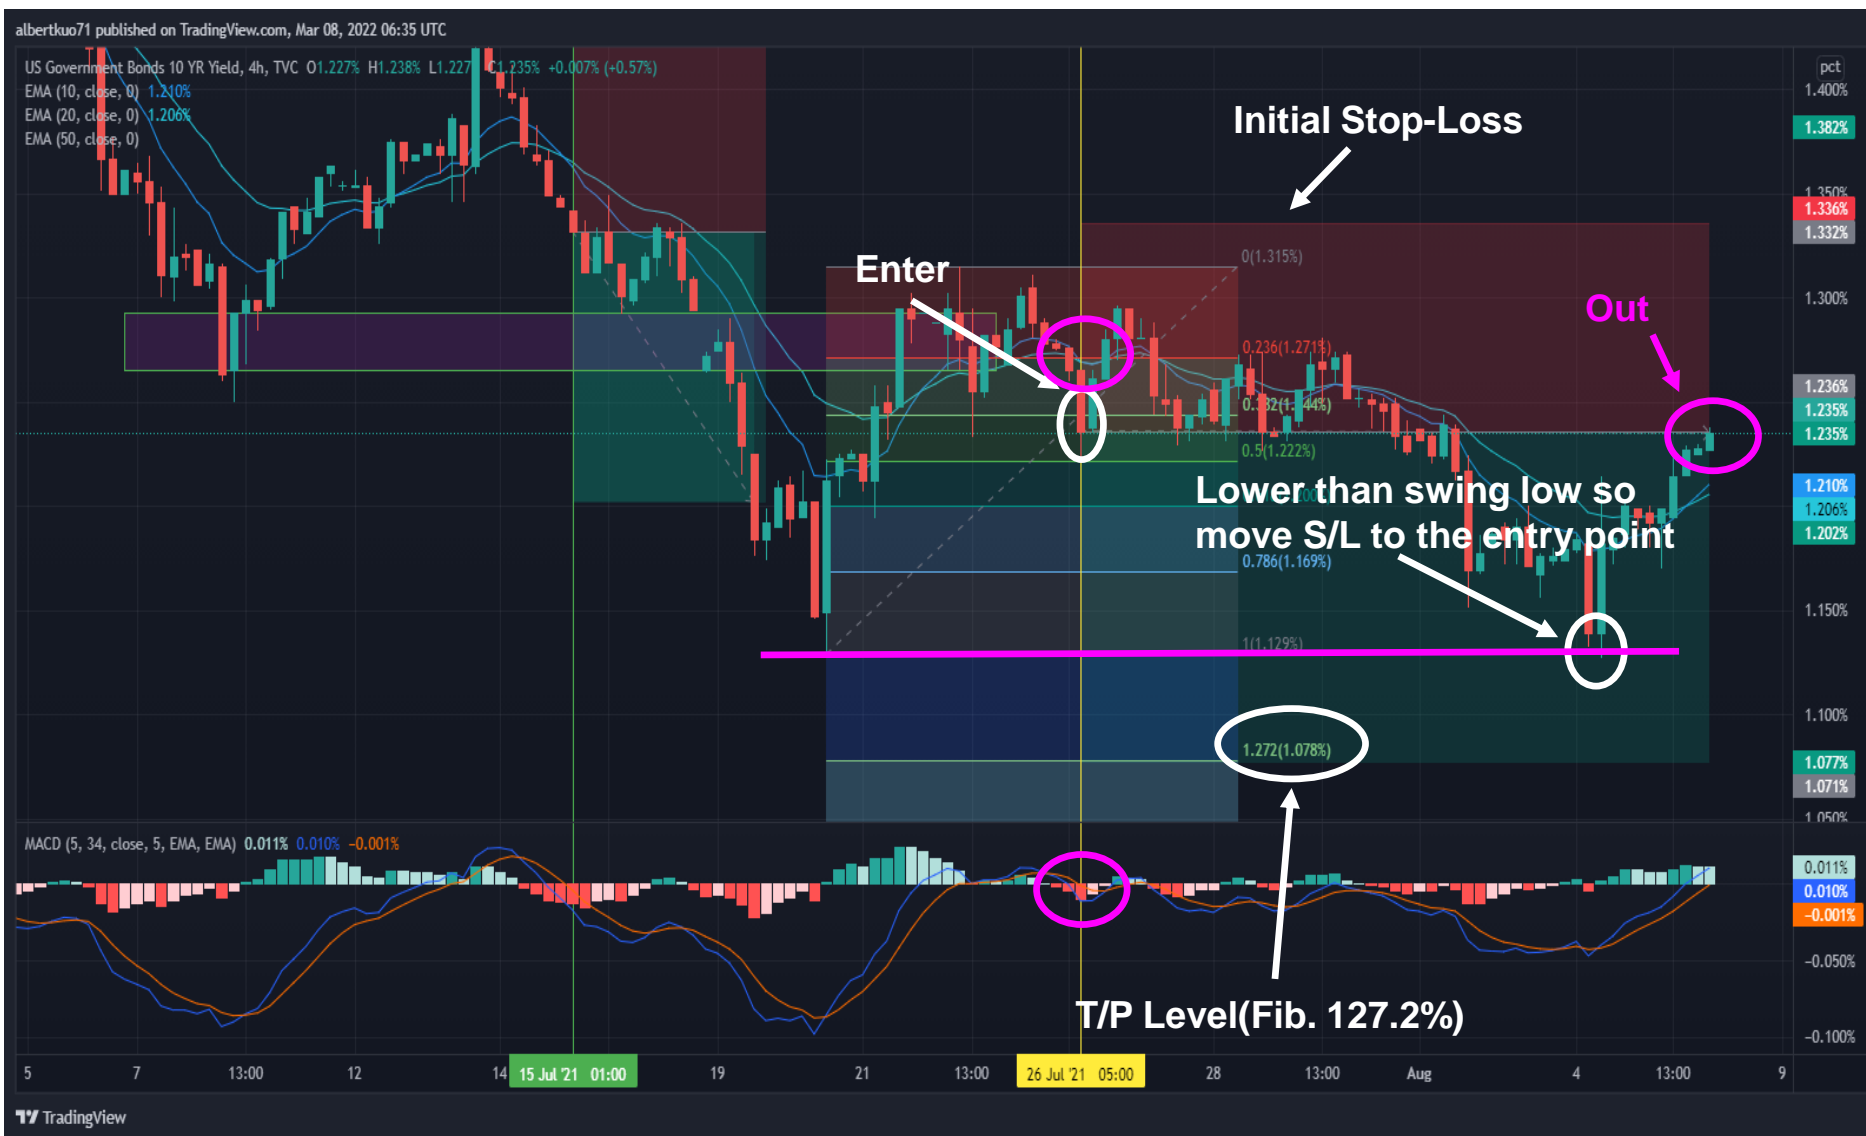 albertkuo71 published on TradingView.com, Mar 08, 2022 06:35 UTC
US Government Bonds 10 YR Yield, 4h, TVC O1.227% H1.238% L1.227 C1.235% +0.007% (+0.57%)
EMA (10, close, 0) 1.210%
EMA (20, close, 0) 1.206%
EMA (50, close, 0)
pct
1.400%
1.382%
1.350%
1.336%
1.332%
1.300%
1.236%
1.235%
1.235%
1.210%
1.206%
1.202%
1.150%
1.100%
1.077%
1.071%
1.050%
Initial Stop-Loss
Enter
Out
0(1.315%)
0.236(1.271%)
0.5(1.222%)
Lower than swing low so
move S/L to the entry point
0.786(1.169%)
1(1.129%)
1.272(1.078%)
T/P Level(Fib. 127.2%)
MACD (5, 34, close, 5, EMA, EMA) 0.011% 0.010% −0.001%
0.011%
0.010%
−0.001%
−0.050%
−0.100%
5 7 13:00 12 14 15 Jul '21 01:00 19 21 13:00 26 Jul '21 05:00 28 13:00 Aug 4 13:00 9
TradingView